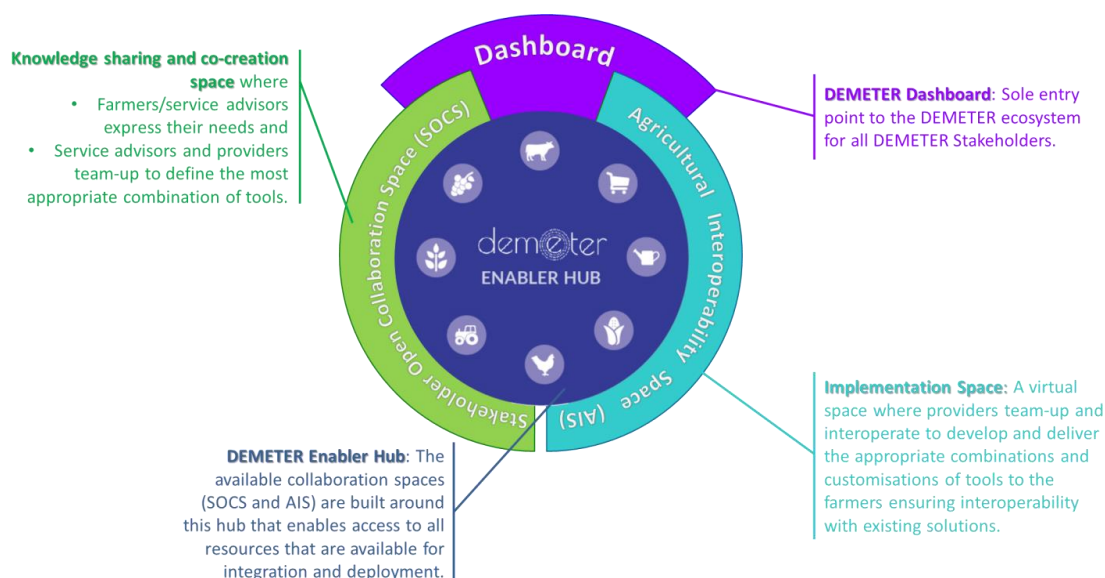 Dashboard
Knowledge sharing and co-creation
space where
• Farmers/service advisors
express their needs and
• Service advisors and providers
team-up to define the most
appropriate combination of tools.
DEMETER Dashboard: Sole entry
point to the DEMETER ecosystem
for all DEMETER Stakeholders.
Stakeholder Open Collaboration Space (SOCS)
Agricultural Interoperability Space (AIS)
demeter
ENABLER HUB
Implementation Space: A virtual
space where providers team-up and
interoperate to develop and deliver
the appropriate combinations and
customisations of tools to the
farmers ensuring interoperability
with existing solutions.
DEMETER Enabler Hub: The
available collaboration spaces
(SOCS and AIS) are built around
this hub that enables access to all
resources that are available for
integration and deployment.